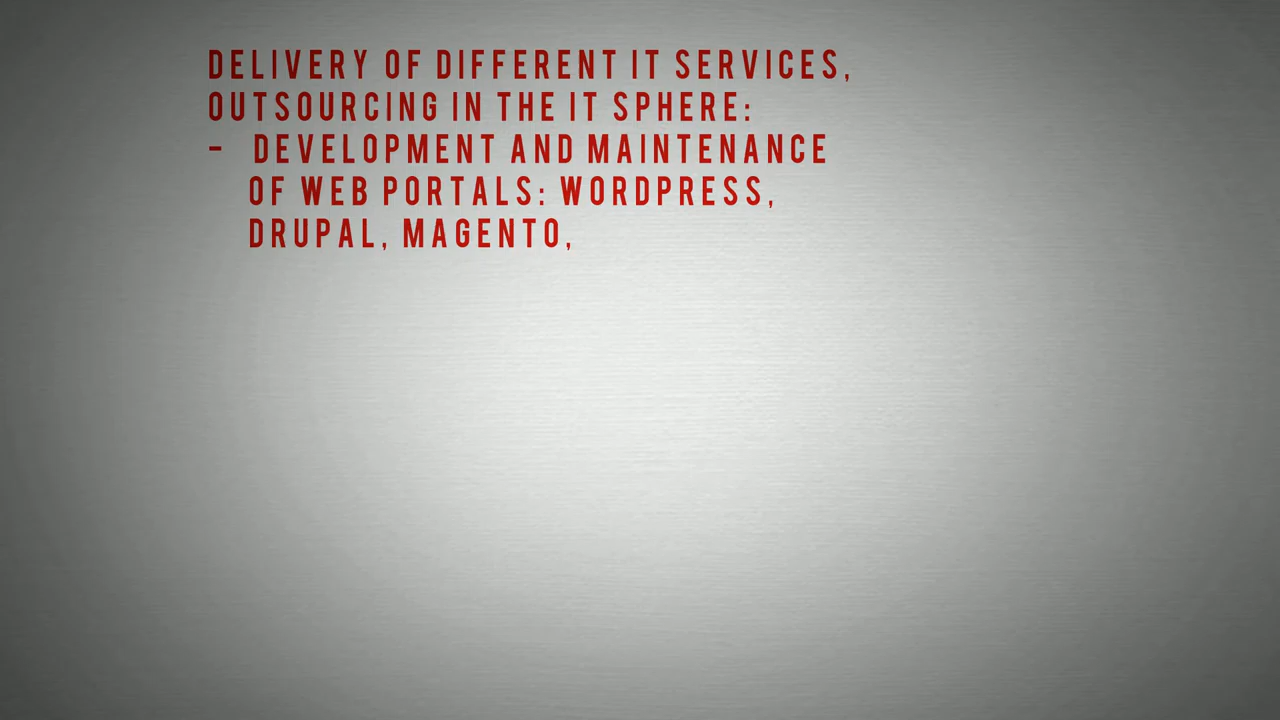 DELIVERY OF DIFFERENT IT SERVICES,
OUTSOURCING IN THE IT SPHERE:
- DEVELOPMENT AND MAINTENANCE
OF WEB PORTALS: WORDPRESS,
DRUPAL, MAGENTO,